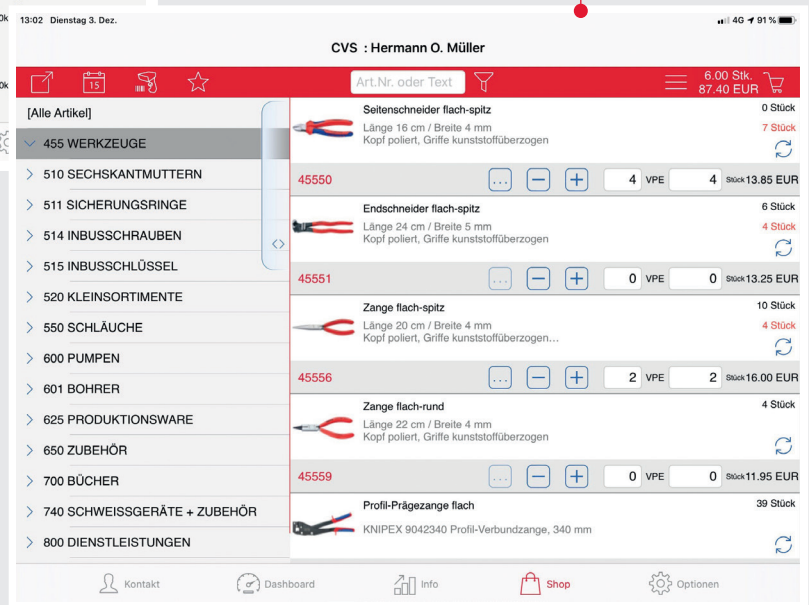 0k
0k
13:02 Dienstag 3. Dez.
4G 91 %
CVS : Hermann O. Müller
15
Art.Nr. oder Text
6.00 Stk.
87.40 EUR
[Alle Artikel]
455 WERKZEUGE
510 SECHSKANTMUTTERN
511 SICHERUNGSRINGE
514 INBUSSCHRAUBEN
515 INBUSSCHLÜSSEL
520 KLEINSORTIMENTE
550 SCHLÄUCHE
600 PUMPEN
601 BOHRER
625 PRODUKTIONSWARE
650 ZUBEHÖR
700 BÜCHER
740 SCHWEISSGERÄTE + ZUBEHÖR
800 DIENSTLEISTUNGEN
Seitenschneider flach-spitz 0 Stück
Länge 16 cm / Breite 4 mm 7 Stück
Kopf poliert, Griffe kunststoffüberzogen
45550 ... 4 VPE 4 Stück 13.85 EUR
Endschneider flach-spitz 6 Stück
Länge 24 cm / Breite 5 mm 4 Stück
Kopf poliert, Griffe kunststoffüberzogen
45551 ... 0 VPE 0 Stück 13.25 EUR
Zange flach-spitz 10 Stück
Länge 20 cm / Breite 4 mm 4 Stück
Kopf poliert, Griffe kunststoffüberzogen...
45556 ... 2 VPE 2 Stück 16.00 EUR
Zange flach-rund 4 Stück
Länge 22 cm / Breite 4 mm
Kopf poliert, Griffe kunststoffüberzogen
45559 ... 0 VPE 0 Stück 11.95 EUR
Profil-Prägezange flach 39 Stück
KNIPEX 9042340 Profil-Verbundzange, 340 mm
Kontakt Dashboard Info Shop Optionen